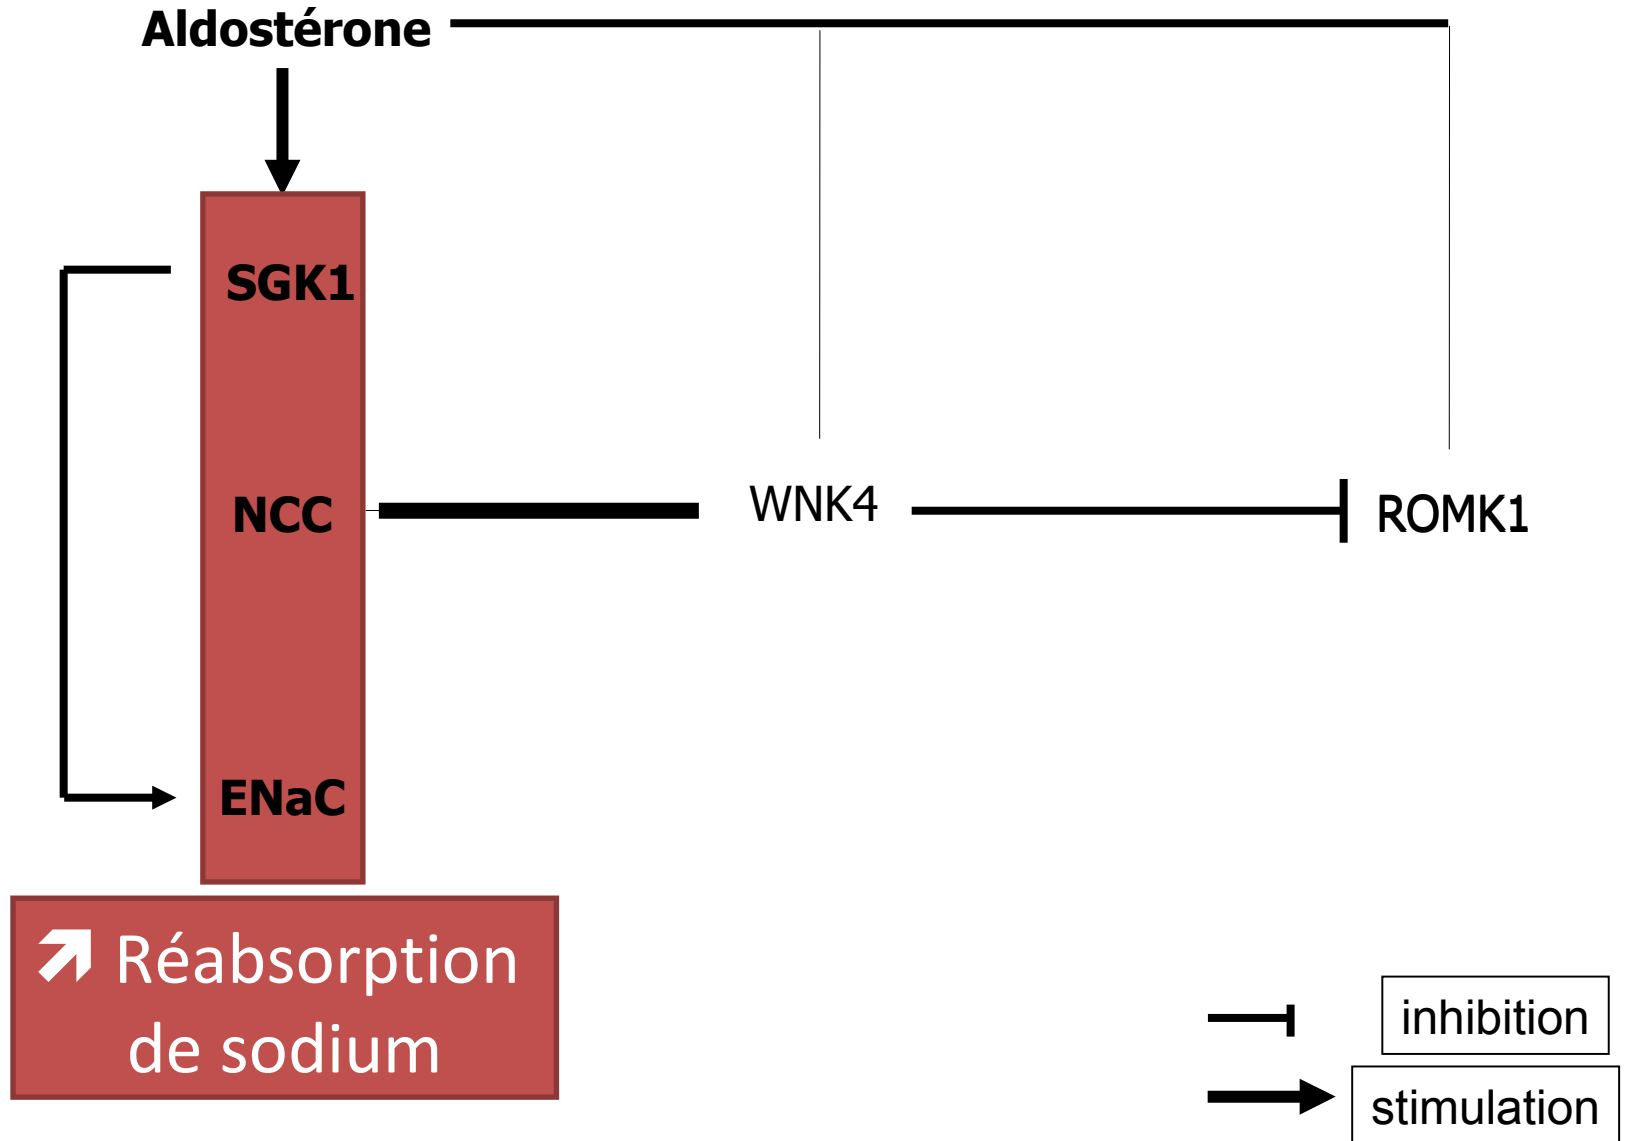 Aldostérone
SGK1
NCC
WNK4
ROMK1
ENaC
Réabsorption
de sodium
inhibition
stimulation